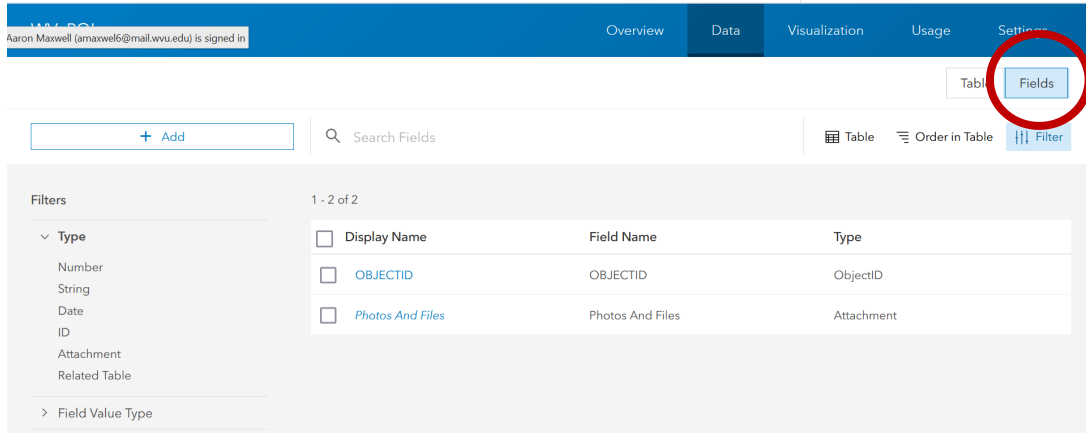 Aaron Maxwell (amaxwel6@mail.wvu.edu) is signed in
Overview Data Visualization Usage Settings
Table Fields
+ Add Search Fields Table Order in Table Filter
Filters 1 - 2 of 2
Type Display Name Field Name Type
Number
OBJECTID OBJECTID ObjectID
String
Date
Photos And Files Photos And Files Attachment
ID
Attachment
Related Table
Field Value Type